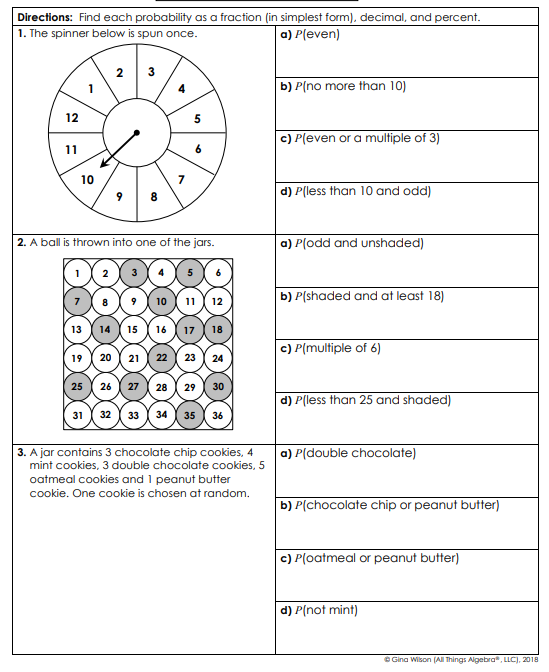 Directions: Find each probability as a fraction (in simplest form), decimal, and percent.
1. The spinner below is spun once.
2 3
1 4
12 5
11 6
10 7
9 8
a) P(even)
b) P(no more than 10)
c) P(even or a multiple of 3)
d) P(less than 10 and odd)
2. A ball is thrown into one of the jars.
1 2 3 4 5 6
7 8 9 10 11 12
13 14 15 16 17 18
19 20 21 22 23 24
25 26 27 28 29 30
31 32 33 34 35 36
a) P(odd and unshaded)
b) P(shaded and at least 18)
c) P(multiple of 6)
d) P(less than 25 and shaded)
3. A jar contains 3 chocolate chip cookies, 4
mint cookies, 3 double chocolate cookies, 5
oatmeal cookies and 1 peanut butter
cookie. One cookie is chosen at random.
a) P(double chocolate)
b) P(chocolate chip or peanut butter)
c) P(oatmeal or peanut butter)
d) P(not mint)
© Gina Wilson (All Things Algebra®, LLC), 2018